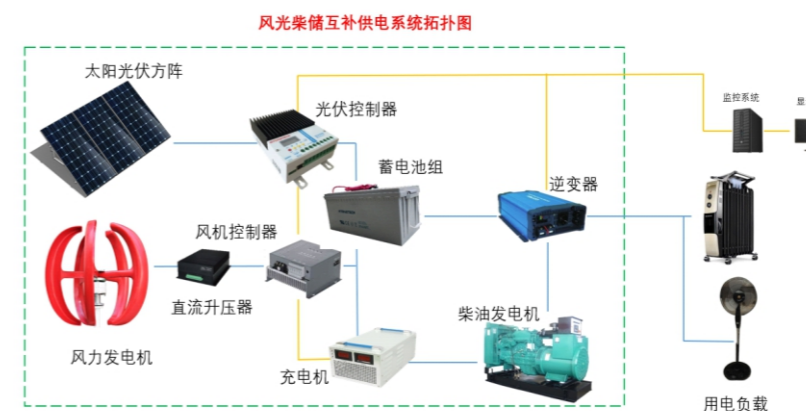 风光柴储互补供电系统拓扑图
太阳光伏方阵
光伏控制器
监控系统
显
蓄电池组
逆变器
风机控制器
直流升压器
柴油发电机
风力发电机
充电机
用电负载